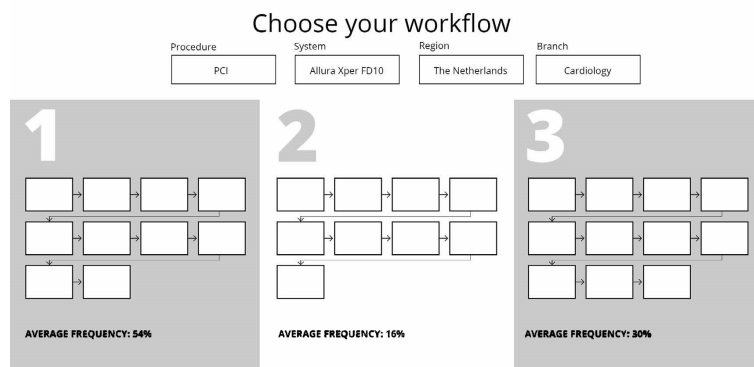 Choose your workflow
Procedure System Region Branch
PCI Allura Xper FD10 The Netherlands Cardiology
1 2 3
AVERAGE FREQUENCY: 54% AVERAGE FREQUENCY: 16% AVERAGE FREQUENCY: 30%